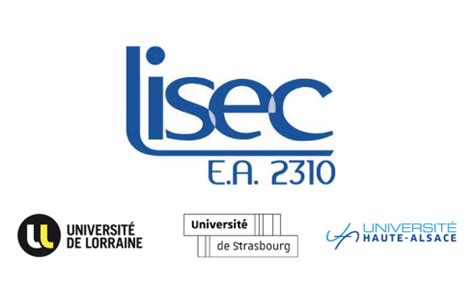 Lisec
E.A. 2310
UNIVERSITÉ
DE LORRAINE
Université
de Strasbourg
UNIVERSITÉ
HAUTE-ALSACE